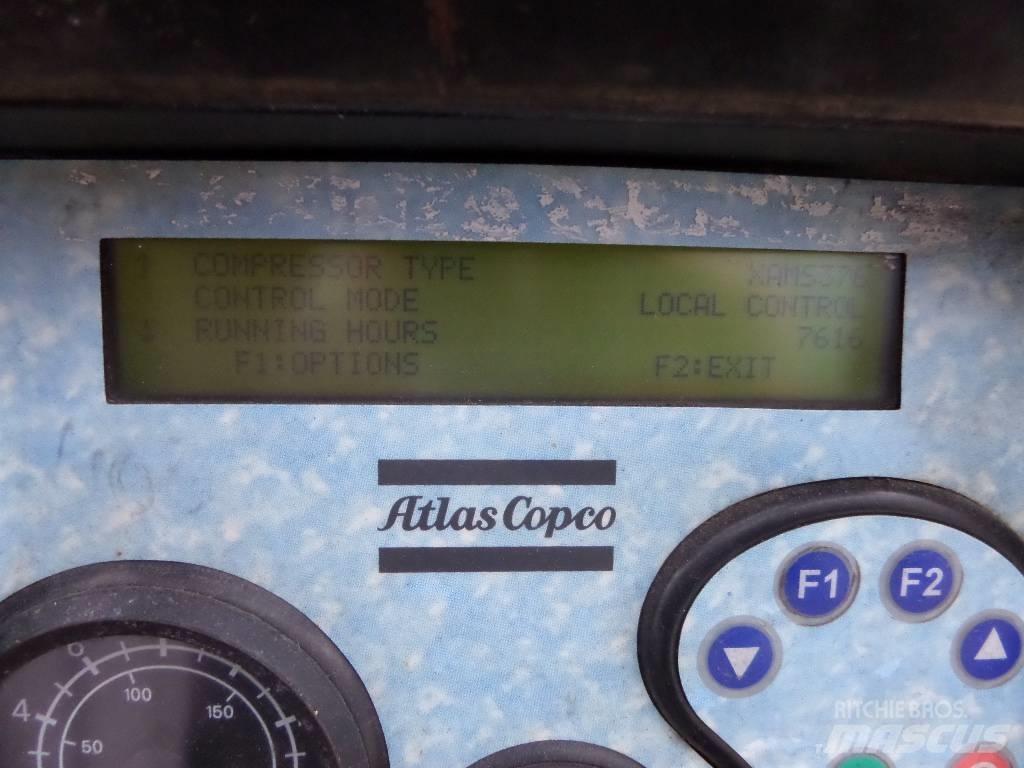 COMPRESSOR TYPE XAMS376
CONTROL MODE LOCAL CONTROL
RUNNING HOURS 7616
F1:OPTIONS F2:EXIT
Atlas Copco
F1 F2
4
50
100
150
RITCHIE BROS.
MASCUS